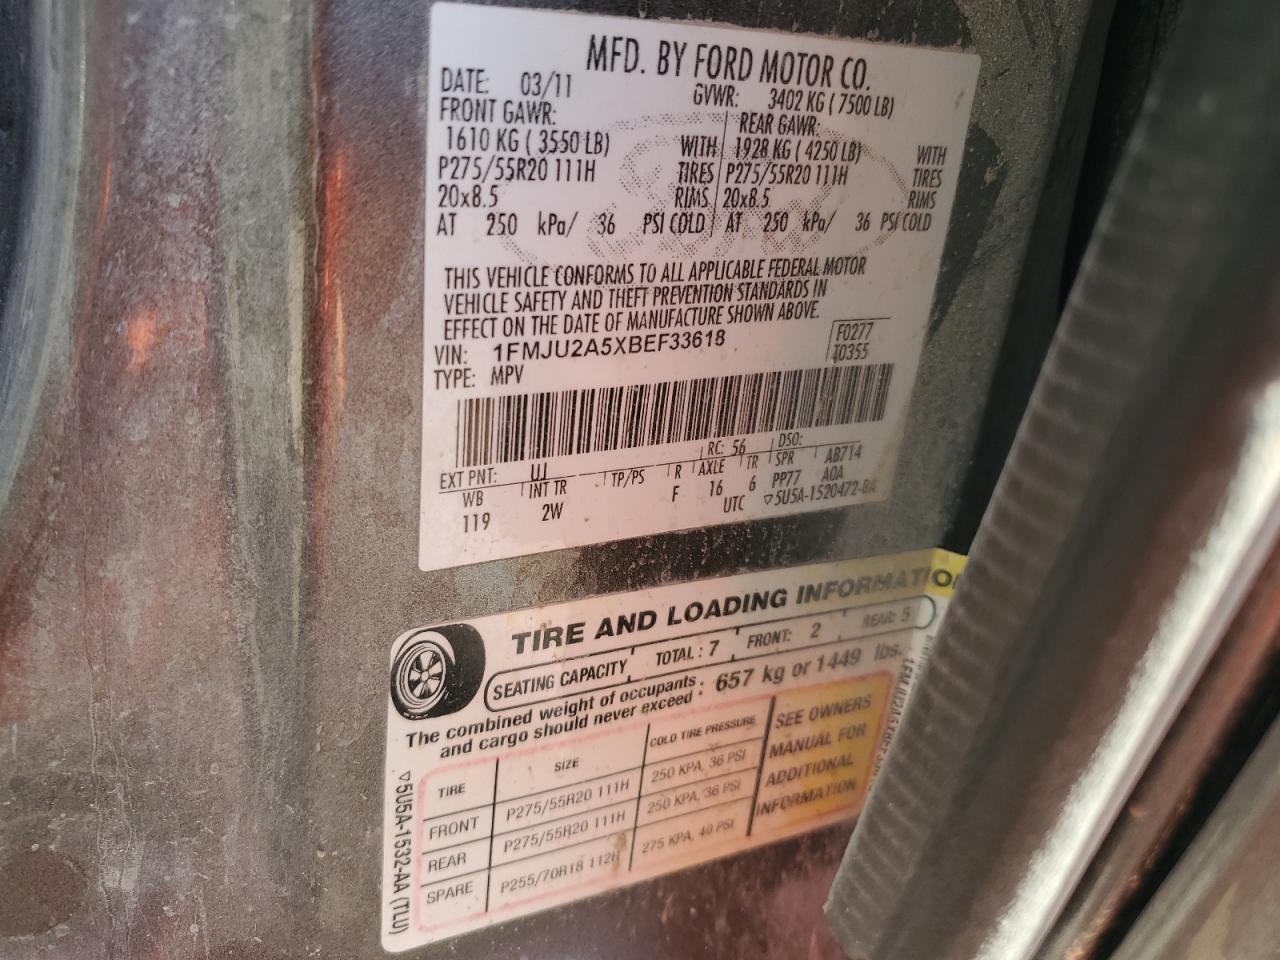 MFD. BY FORD MOTOR CO.
DATE: 03/11 GVWR: 3402 KG ( 7500 LB)
FRONT GAWR: REAR GAWR:
1610 KG ( 3550 LB) WITH 1928 KG ( 4250 LB) WITH
P275/55R20 111H TIRES P275/55R20 111H TIRES
20x8.5 RIMS 20x8.5 RIMS
AT 250 kPa/ 36 PSI COLD AT 250 kPa/ 36 PSI COLD
THIS VEHICLE CONFORMS TO ALL APPLICABLE FEDERAL MOTOR
VEHICLE SAFETY AND THEFT PREVENTION STANDARDS IN
EFFECT ON THE DATE OF MANUFACTURE SHOWN ABOVE.
VIN: 1FMJU2A5XBEF33618 F0277
TYPE: MPV T0355
RC: 56 DSO:
EXT PNT: UJ AB714
WB INT TR TP/PS R AXLE TR SPR AOA
119 2W F 16 6 PP77
UTC ▽5U5A-1520472-BA
TIRE AND LOADING INFORMATION
SEATING CAPACITY TOTAL : 7 FRONT: 2 REAR: 5
The combined weight of occupants
and cargo should never exceed : 657 kg or 1449 lbs.
TIRE SIZE COLD TIRE PRESSURE
FRONT P275/55R20 111H 250 KPA, 36 PSI
REAR P275/55R20 111H 250 KPA, 36 PSI
SPARE P255/70R18 112H 275 KPA, 40 PSI
SEE OWNERS
MANUAL FOR
ADDITIONAL
INFORMATION
▽5U5A-1532-AA (TLU)